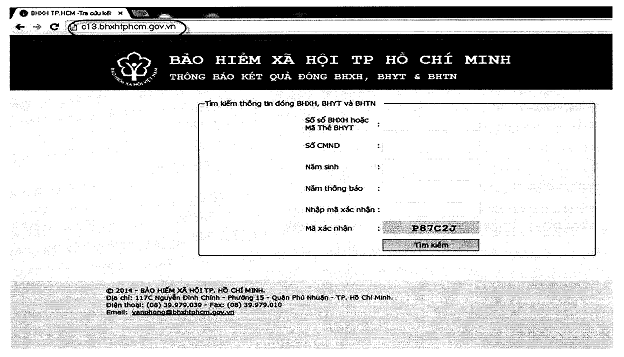 BHXH TP.HCM -Tra cứu kết
c13.bhxhtphcm.gov.vn
BẢO HIỂM XÃ HỘI TP HỒ CHÍ MINH
THÔNG BÁO KẾT QUẢ ĐÓNG BHXH, BHYT & BHTN
Tìm kiếm thông tin đóng BHXH, BHYT và BHTN
Số sổ BHXH hoặc
Mã Thẻ BHYT :
Số CMND :
Năm sinh :
Năm thông báo :
Nhập mã xác nhận :
Mã xác nhận : P87C2J
Tìm kiếm
© 2014 - BẢO HIỂM XÃ HỘI TP. HỒ CHÍ MINH.
Địa chỉ: 117C Nguyễn Đình Chính - Phường 15 - Quận Phú Nhuận - TP. Hồ Chí Minh.
Điện thoại: (08) 39.979.039 - Fax: (08) 39.979.010
Email: vanphong@bhxhtphcm.gov.vn